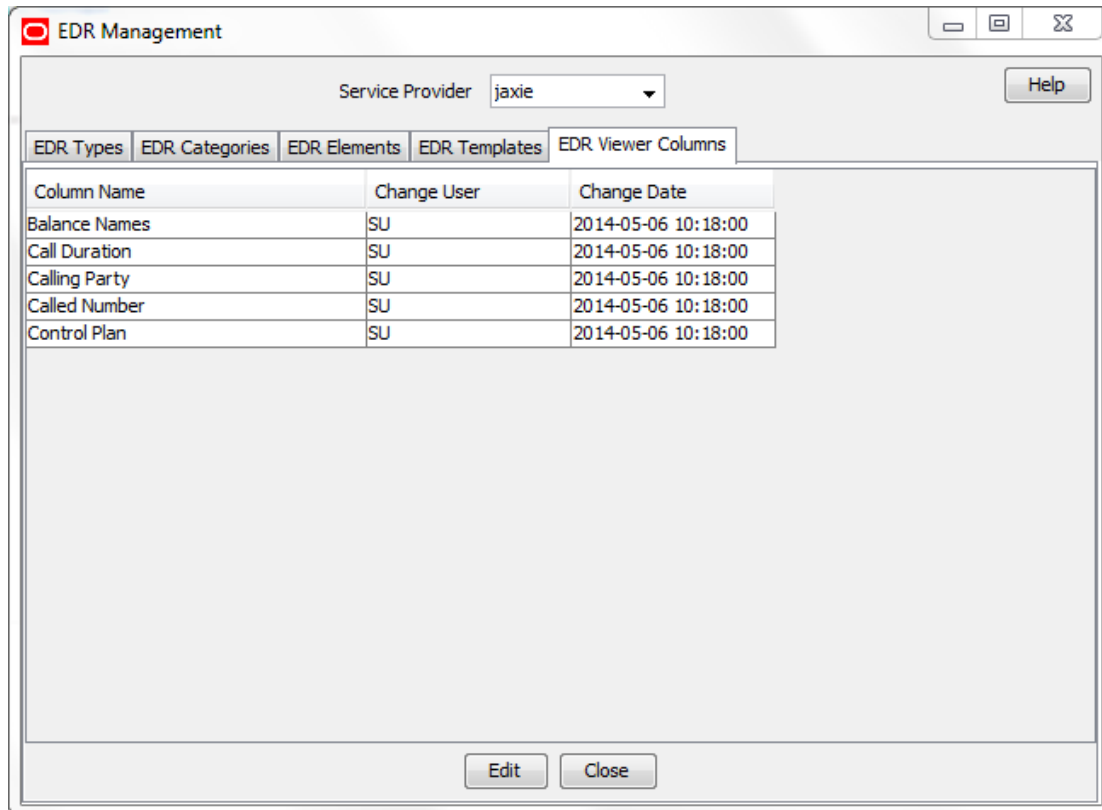 EDR Management
Service Provider jaxie Help
EDR Types EDR Categories EDR Elements EDR Templates EDR Viewer Columns
Column Name Change User Change Date
Balance Names SU 2014-05-06 10:18:00
Call Duration SU 2014-05-06 10:18:00
Calling Party SU 2014-05-06 10:18:00
Called Number SU 2014-05-06 10:18:00
Control Plan SU 2014-05-06 10:18:00
Edit Close